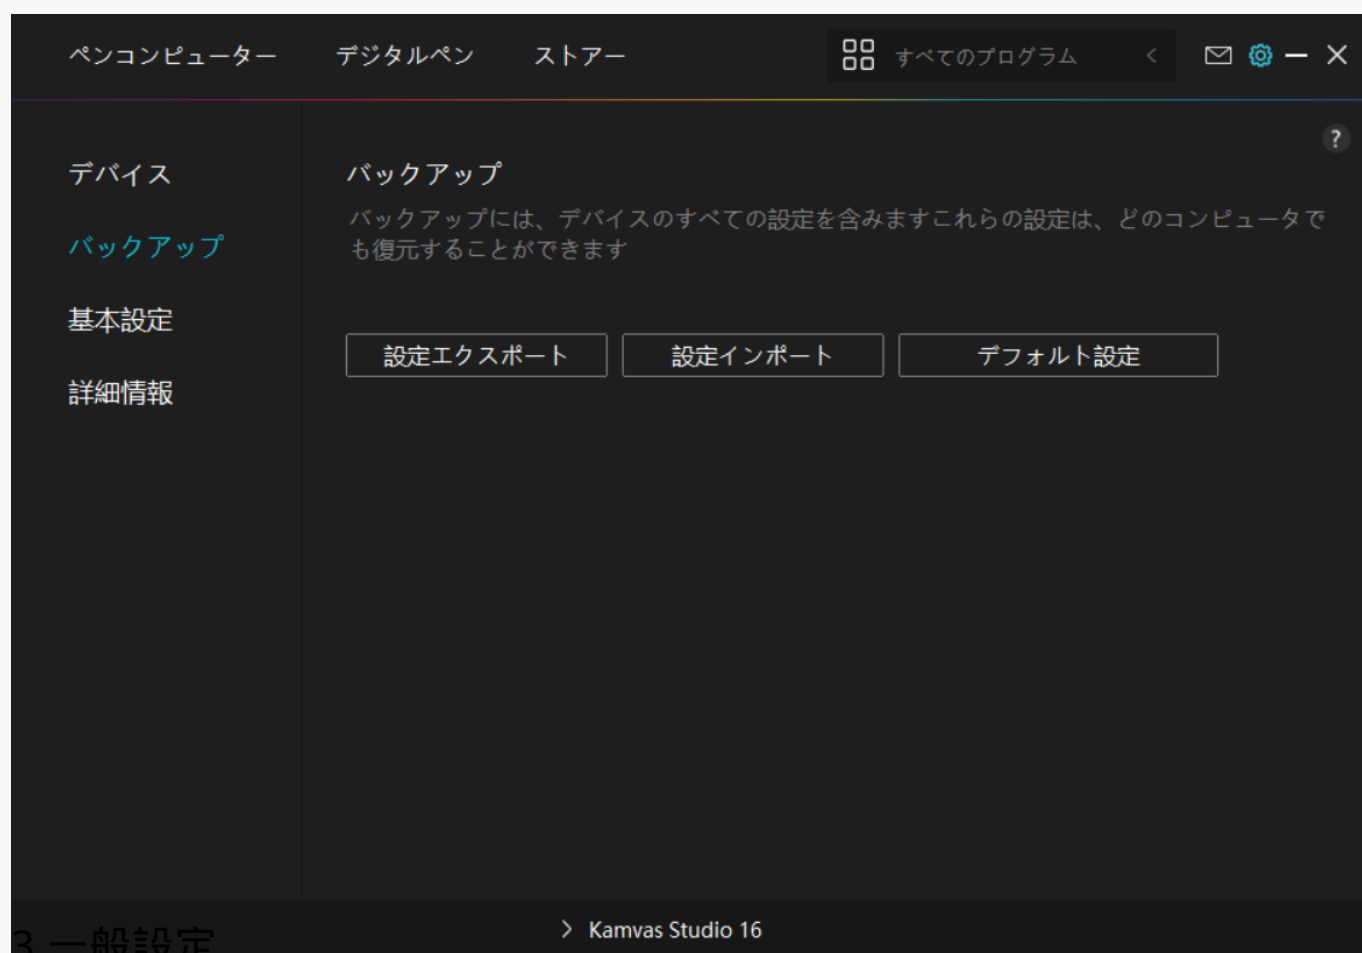 ペンコンピューター デジタルペン ストアー すべてのプログラム
?
デバイス
バックアップ
基本設定
詳細情報
バックアップ
バックアップには、デバイスのすべての設定を含みますこれらの設定は、どのコンピュータで
も復元することができます
設定エクスポート 設定インポート デフォルト設定
Kamvas Studio 16
3.一般設定